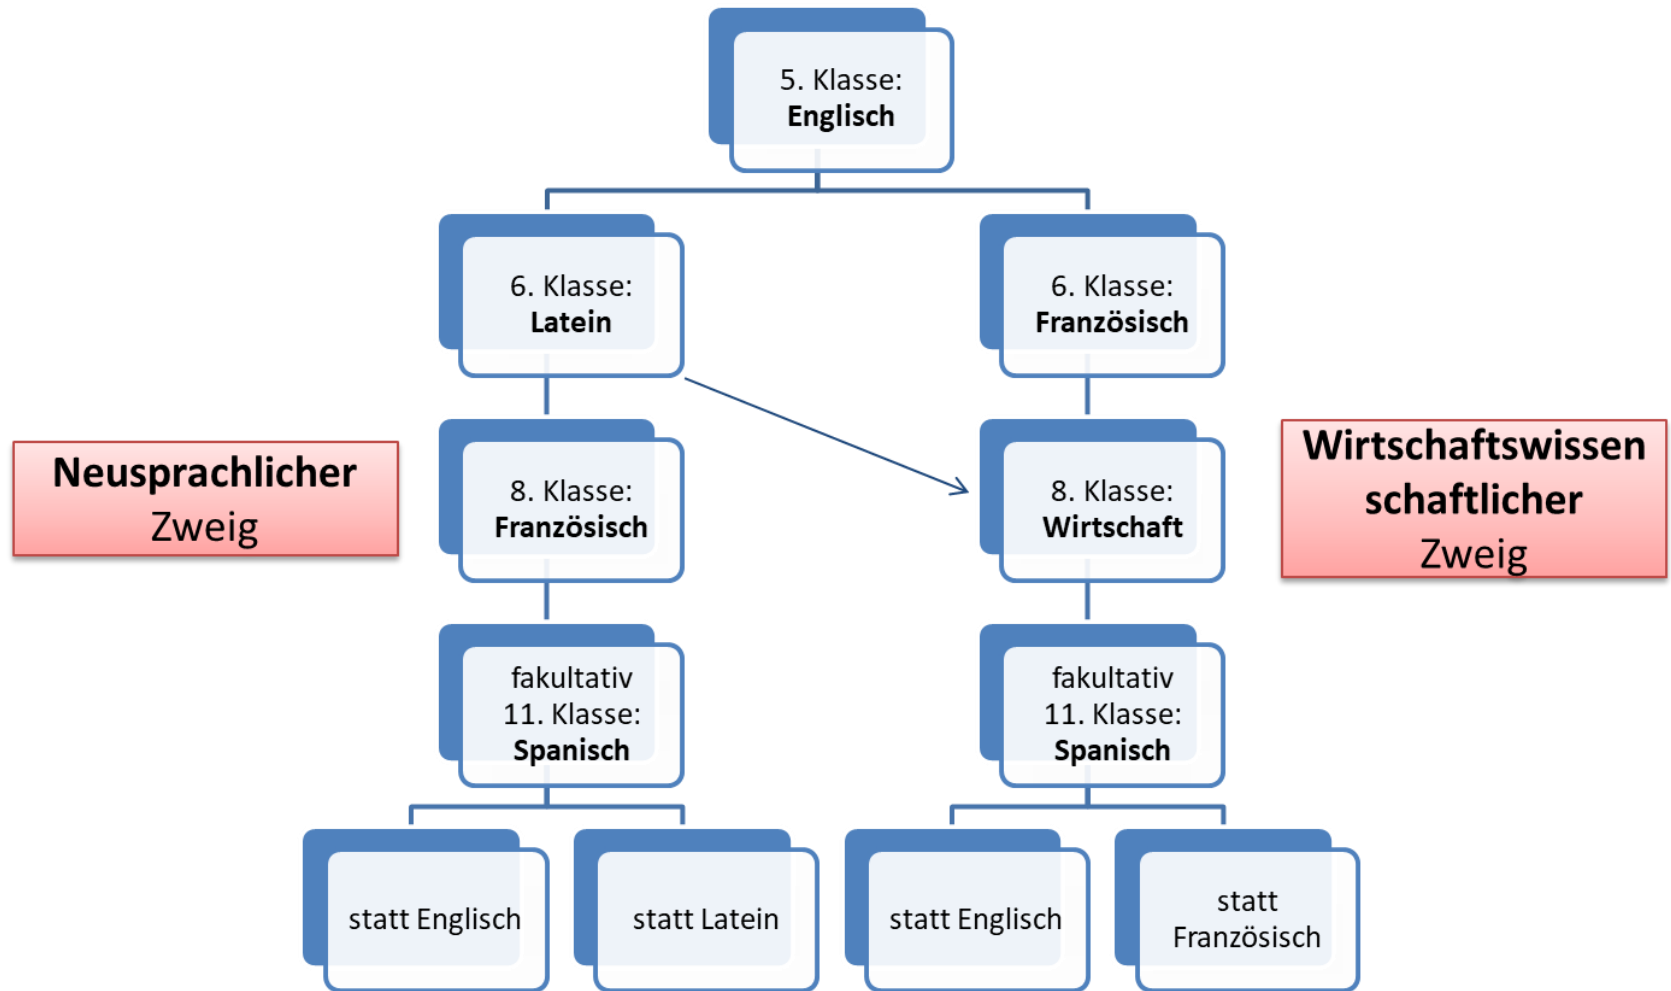 5. Klasse:
Englisch
6. Klasse:
Latein
6. Klasse:
Französisch
Neusprachlicher
Zweig
8. Klasse:
Französisch
8. Klasse:
Wirtschaft
Wirtschaftswissen
schaftlicher
Zweig
fakultativ
11. Klasse:
Spanisch
fakultativ
11. Klasse:
Spanisch
statt Englisch
statt Latein
statt Englisch
statt
Französisch